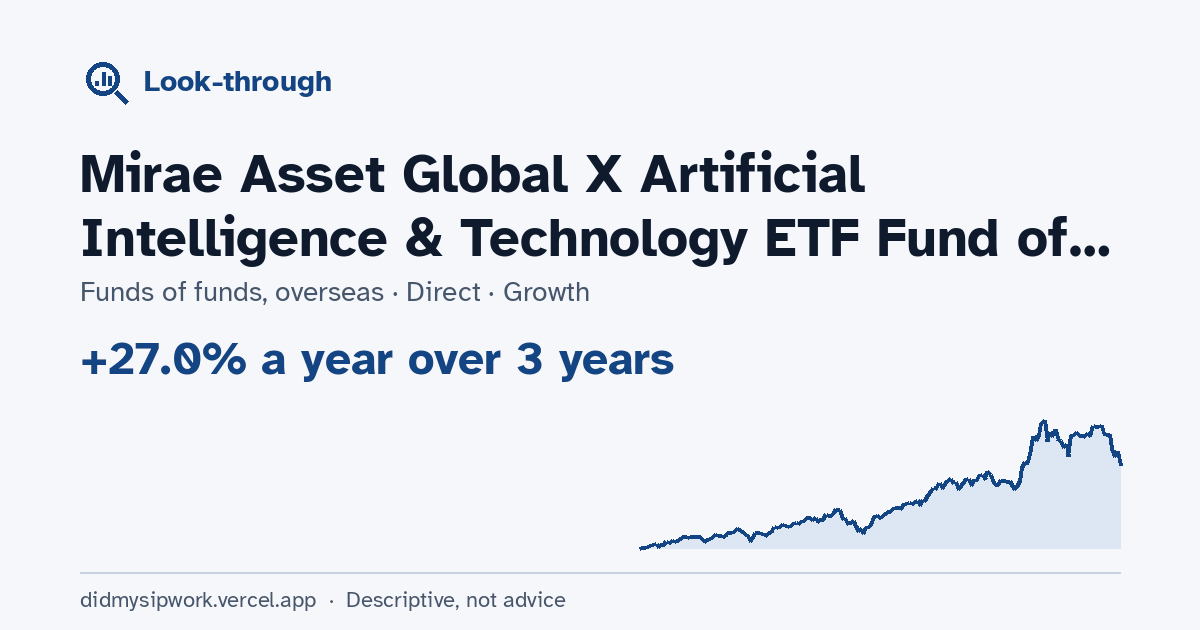 Look-through
Mirae Asset Global X Artificial
Intelligence & Technology ETF Fund of...
Funds of funds, overseas · Direct · Growth
+27.0% a year over 3 years
didmysipwork.vercel.app · Descriptive, not advice